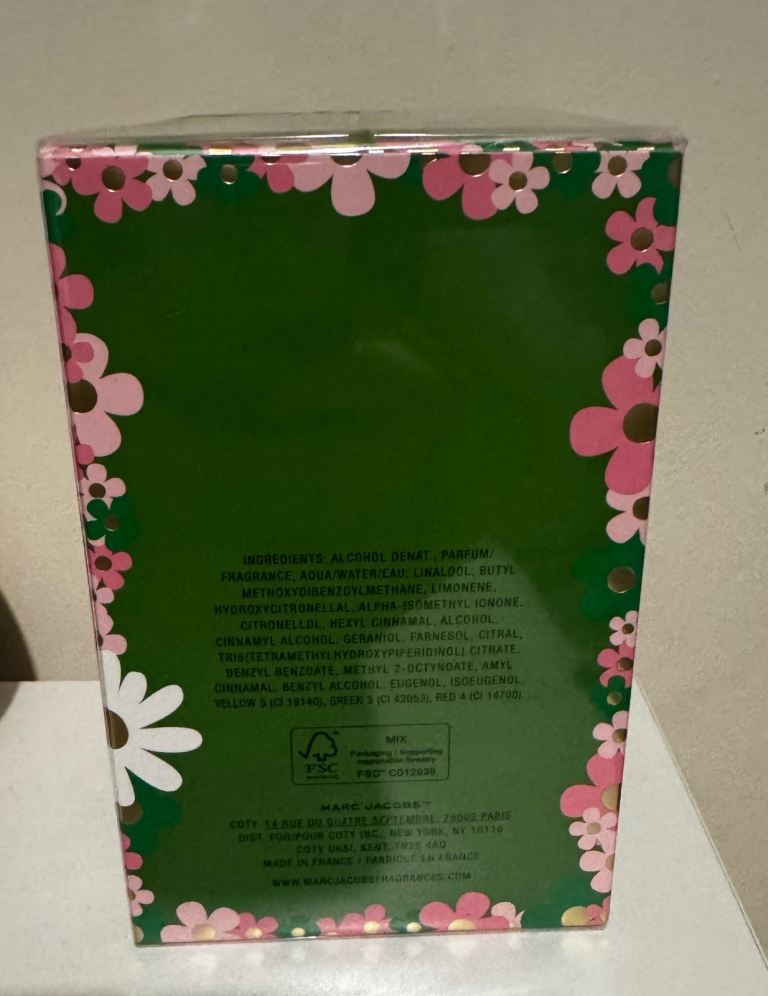 INGREDIENTS: ALCOHOL DENAT., PARFUM/
FRAGRANCE, AQUA/WATER/EAU, LINALOOL, BUTYL
METHOXYDIBENZOYLMETHANE, LIMONENE,
HYDROXYCITRONELLAL, ALPHA-ISOMETHYL IONONE,
CITRONELLOL, HEXYL CINNAMAL, ALCOHOL,
CINNAMYL ALCOHOL, GERANIOL, FARNESOL, CITRAL,
TRIS(TETRAMETHYLHYDROXYPIPERIDINOL) CITRATE,
BENZYL BENZOATE, METHYL 2-OCTYNOATE, AMYL
CINNAMAL, BENZYL ALCOHOL, EUGENOL, ISOEUGENOL,
YELLOW 5 (CI 19140), GREEN 3 (CI 42053), RED 4 (CI 14700).
MIX
Packaging | Supporting
responsible forestry
FSC
FSC™ C012938
MARC JACOBS™
COTY 14 RUE DU QUATRE SEPTEMBRE, 75002 PARIS
DIST. FOR/POUR COTY INC., NEW YORK, NY 10118
COTY UK&I, KENT, TN25 4AQ
MADE IN FRANCE / FABRIQUÉ EN FRANCE
WWW.MARCJACOBSFRAGRANCES.COM